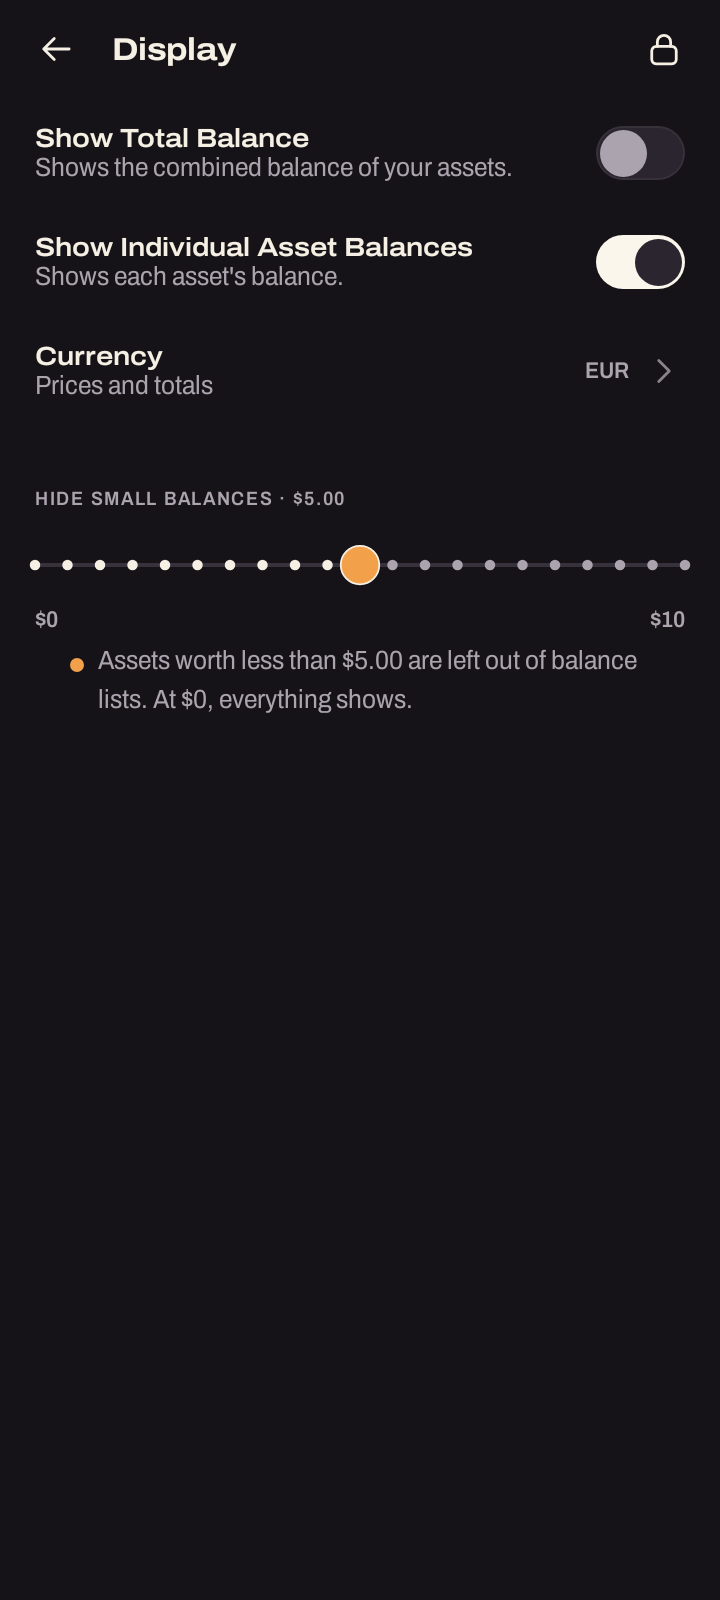 Display
Show Total Balance
Shows the combined balance of your assets.
Show Individual Asset Balances
Shows each asset's balance.
Currency
Prices and totals
EUR
HIDE SMALL BALANCES · $5.00
$0
$10
Assets worth less than $5.00 are left out of balance
lists. At $0, everything shows.